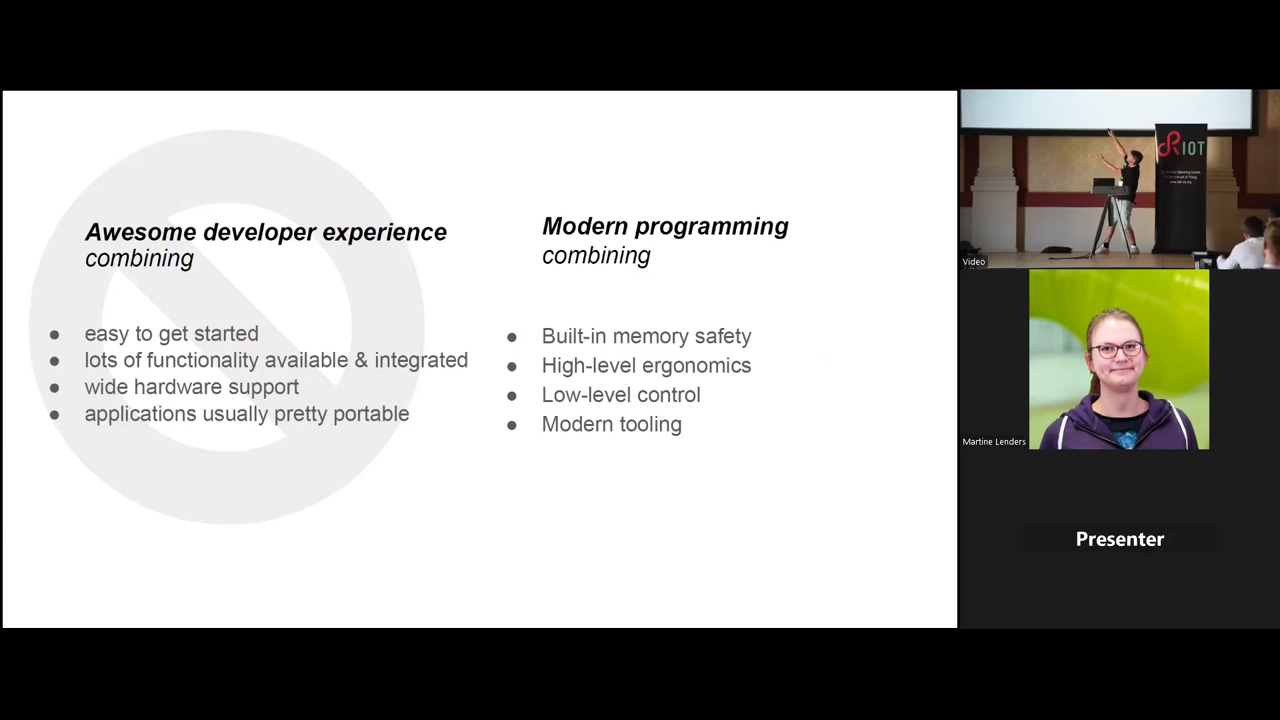 Awesome developer experience
combining
● easy to get started
● lots of functionality available & integrated
● wide hardware support
● applications usually pretty portable
Modern programming
combining
● Built-in memory safety
● High-level ergonomics
● Low-level control
● Modern tooling
RIOT
Video
Martine Lenders
Presenter